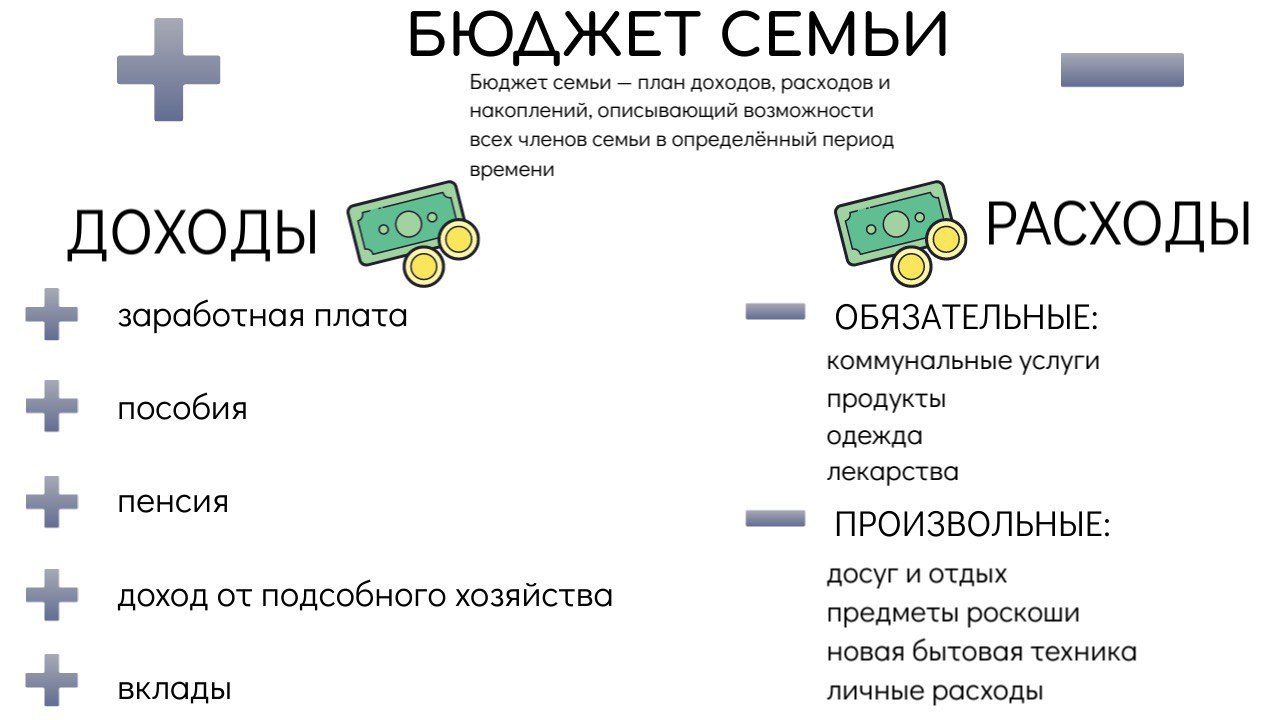 БЮДЖЕТ СЕМЬИ
Бюджет семьи — план доходов, расходов и
накоплений, описывающий возможности
всех членов семьи в определённый период
времени
ДОХОДЫ
заработная плата
пособия
пенсия
доход от подсобного хозяйства
вклады
РАСХОДЫ
ОБЯЗАТЕЛЬНЫЕ:
коммунальные услуги
продукты
одежда
лекарства
ПРОИЗВОЛЬНЫЕ:
досуг и отдых
предметы роскоши
новая бытовая техника
личные расходы